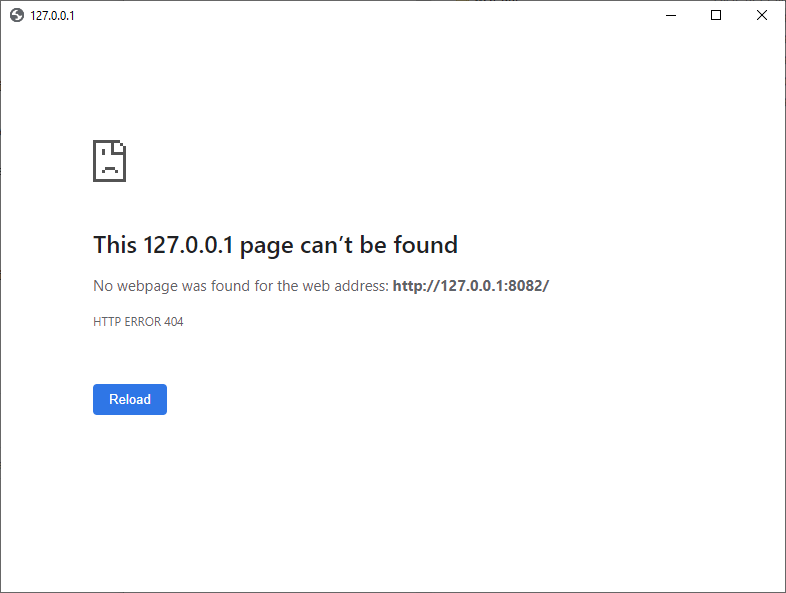 127.0.0.1
This 127.0.0.1 page can’t be found
No webpage was found for the web address: http://127.0.0.1:8082/
HTTP ERROR 404
Reload